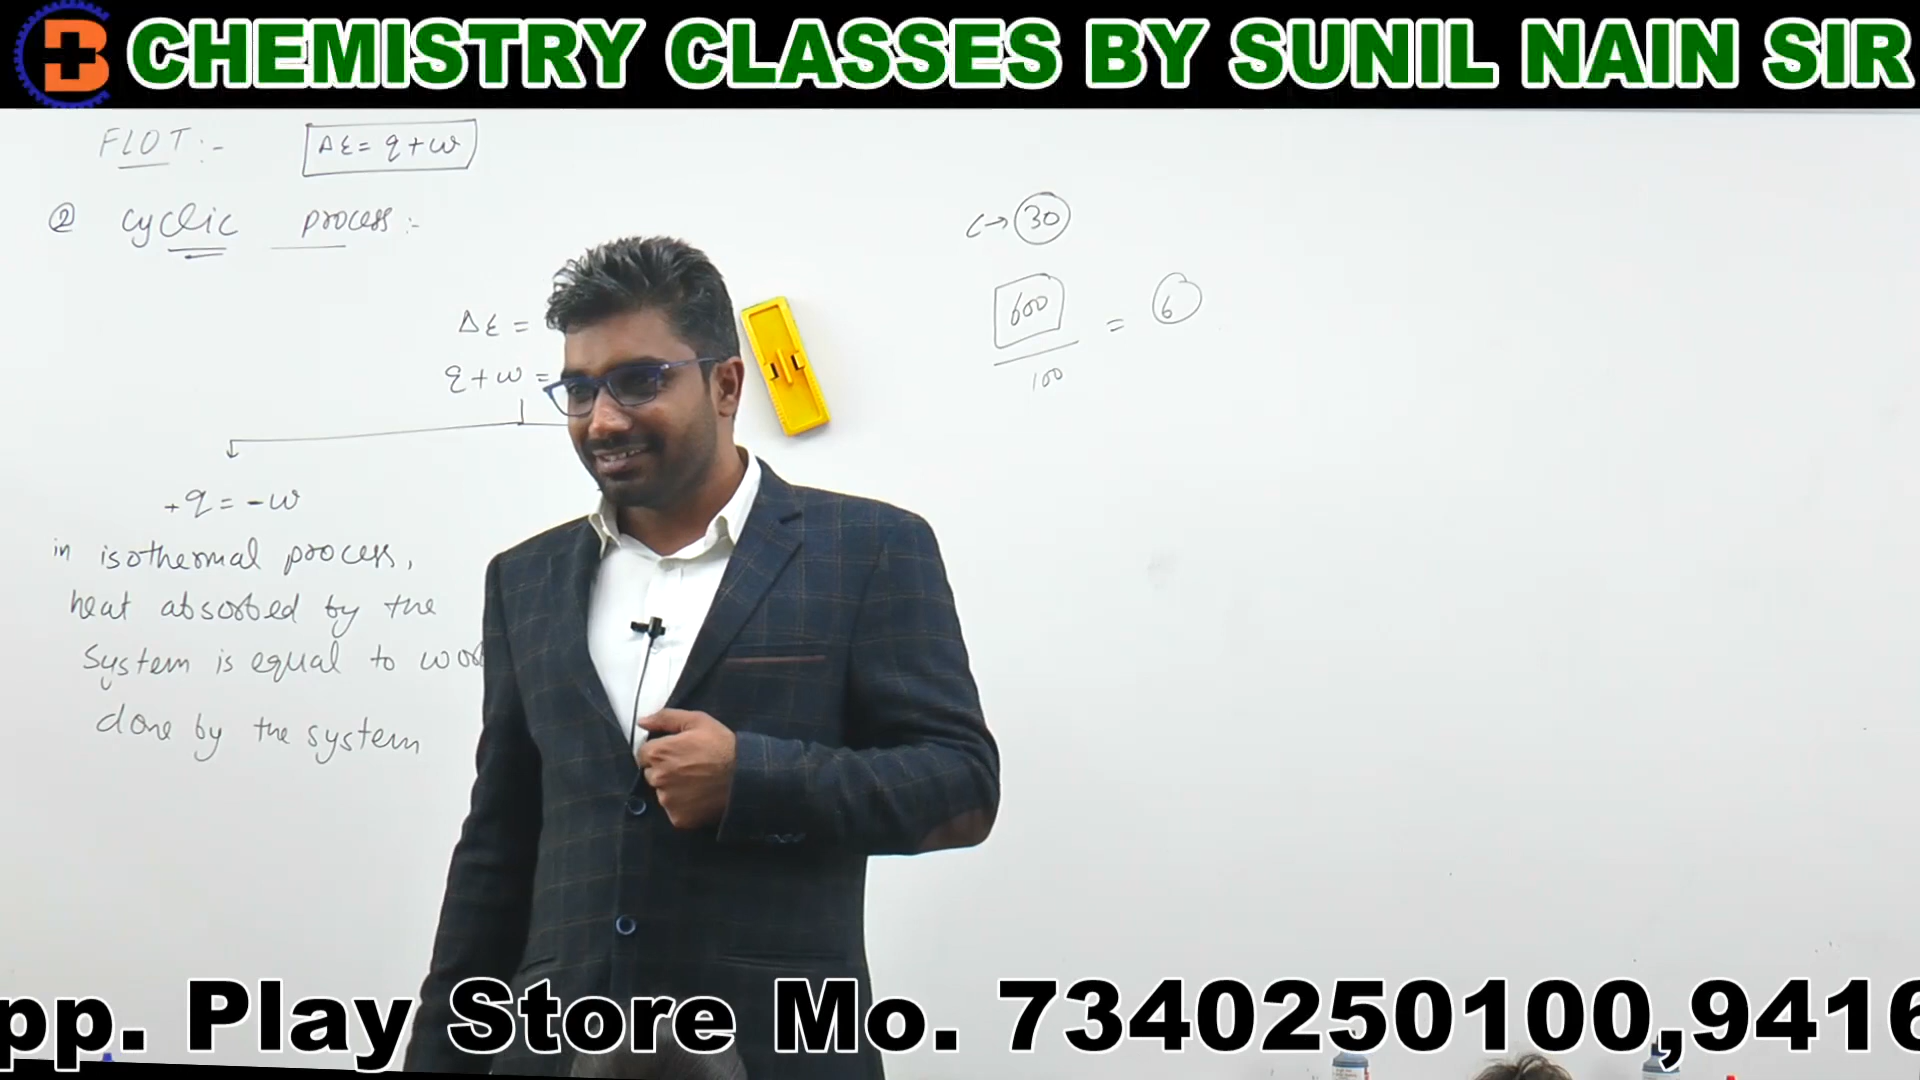 CHEMISTRY CLASSES BY SUNIL NAIN SIR
FLOT:- ΔE = q + w
② cyclic process :-
ΔE =
q + w =
+q = -w
in isothermal process,
heat absorbed by the
system is equal to
done by the system
C→ 30
600
100
= 6
pp. Play Store Mo. 7340250100,9416